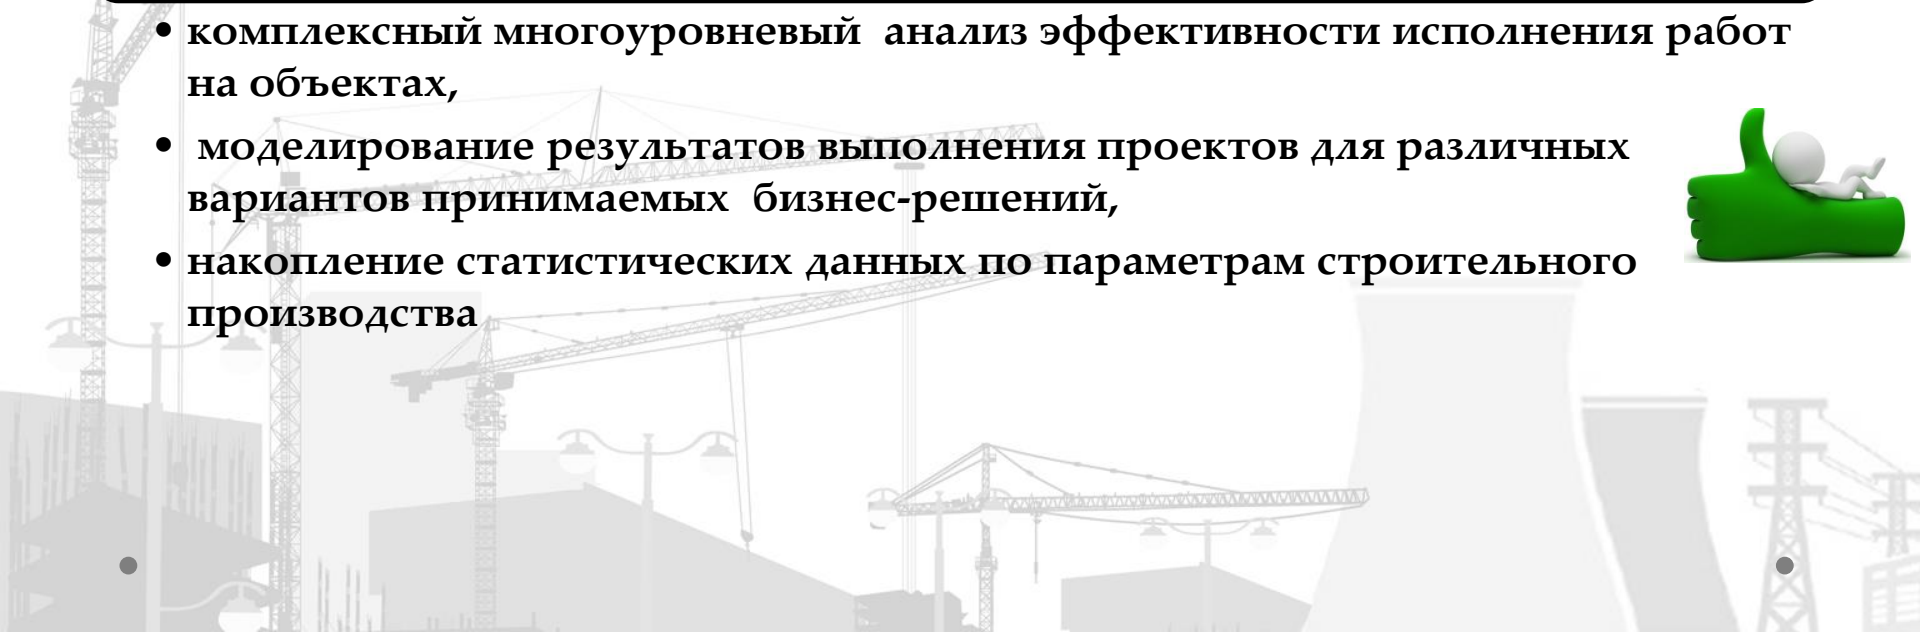 • комплексный многоуровневый  анализ эффективности исполнения работ
на объектах,
•  моделирование результатов выполнения проектов для различных
вариантов принимаемых  бизнес-решений,
• накопление статистических данных по параметрам строительного
производства